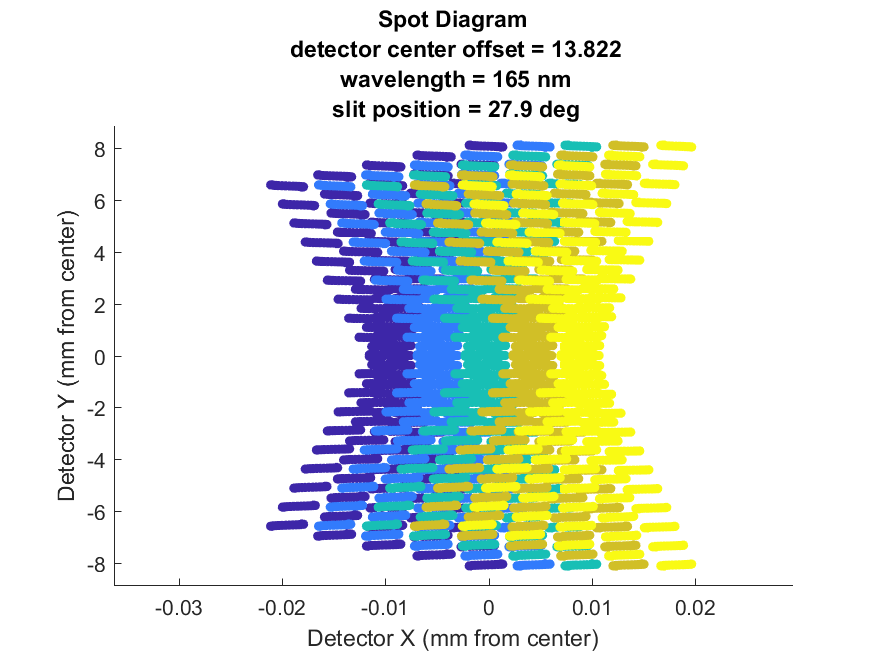 Spot Diagram
detector center offset = 13.822
wavelength = 165 nm
slit position = 27.9 deg
8
6
4
2
0
-2
-4
-6
-8
Detector Y (mm from center)
-0.03
-0.02
-0.01
0
0.01
0.02
Detector X (mm from center)